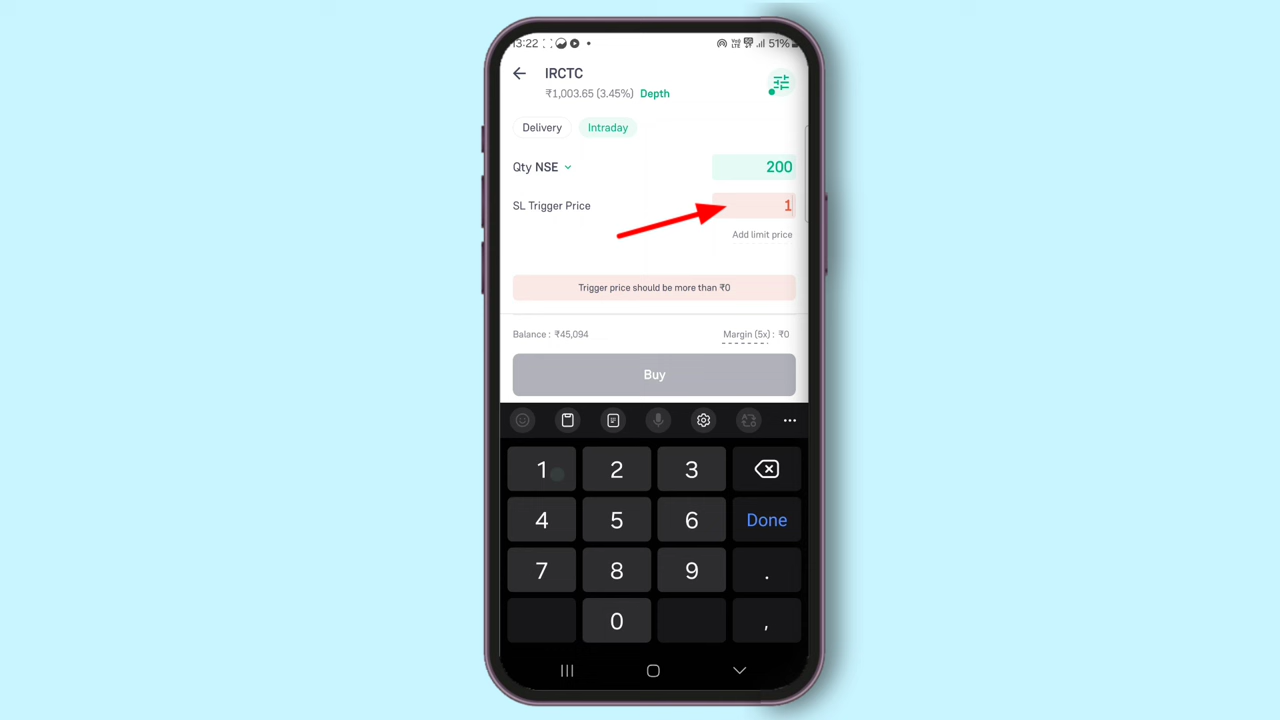 13:22 51%
IRCTC
₹1,003.65 (3.45%) Depth
Delivery Intraday
Qty NSE 200
SL Trigger Price 1
Add limit price
Trigger price should be more than ₹0
Balance : ₹45,094 Margin (5x) : ₹0
Buy
1 2 3
4 5 6 Done
7 8 9 .
0 ,